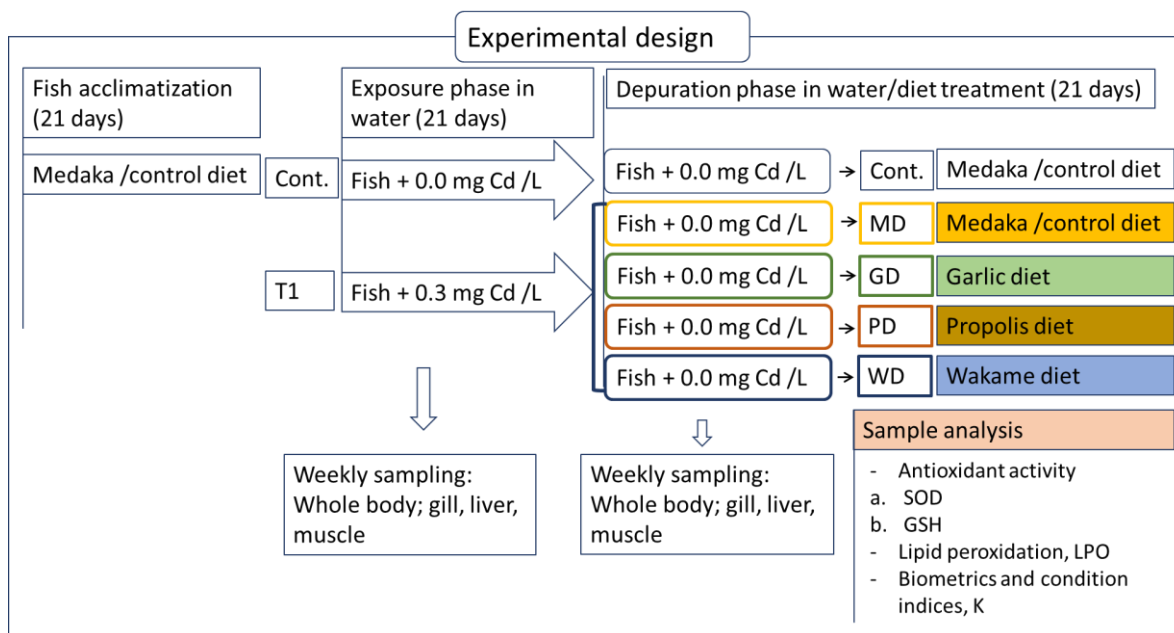 Experimental design
Fish acclimatization
(21 days)
Medaka /control diet
Exposure phase in
water (21 days)
Cont.
Fish + 0.0 mg Cd /L
T1
Fish + 0.3 mg Cd /L
Weekly sampling:
Whole body; gill, liver,
muscle
Depuration phase in water/diet treatment (21 days)
Fish + 0.0 mg Cd /L
Cont.
Medaka /control diet
Fish + 0.0 mg Cd /L
MD
Medaka /control diet
Fish + 0.0 mg Cd /L
GD
Garlic diet
Fish + 0.0 mg Cd /L
PD
Propolis diet
Fish + 0.0 mg Cd /L
WD
Wakame diet
Weekly sampling:
Whole body; gill, liver,
muscle
Sample analysis
- Antioxidant activity
a. SOD
b. GSH
- Lipid peroxidation, LPO
- Biometrics and condition
indices, K